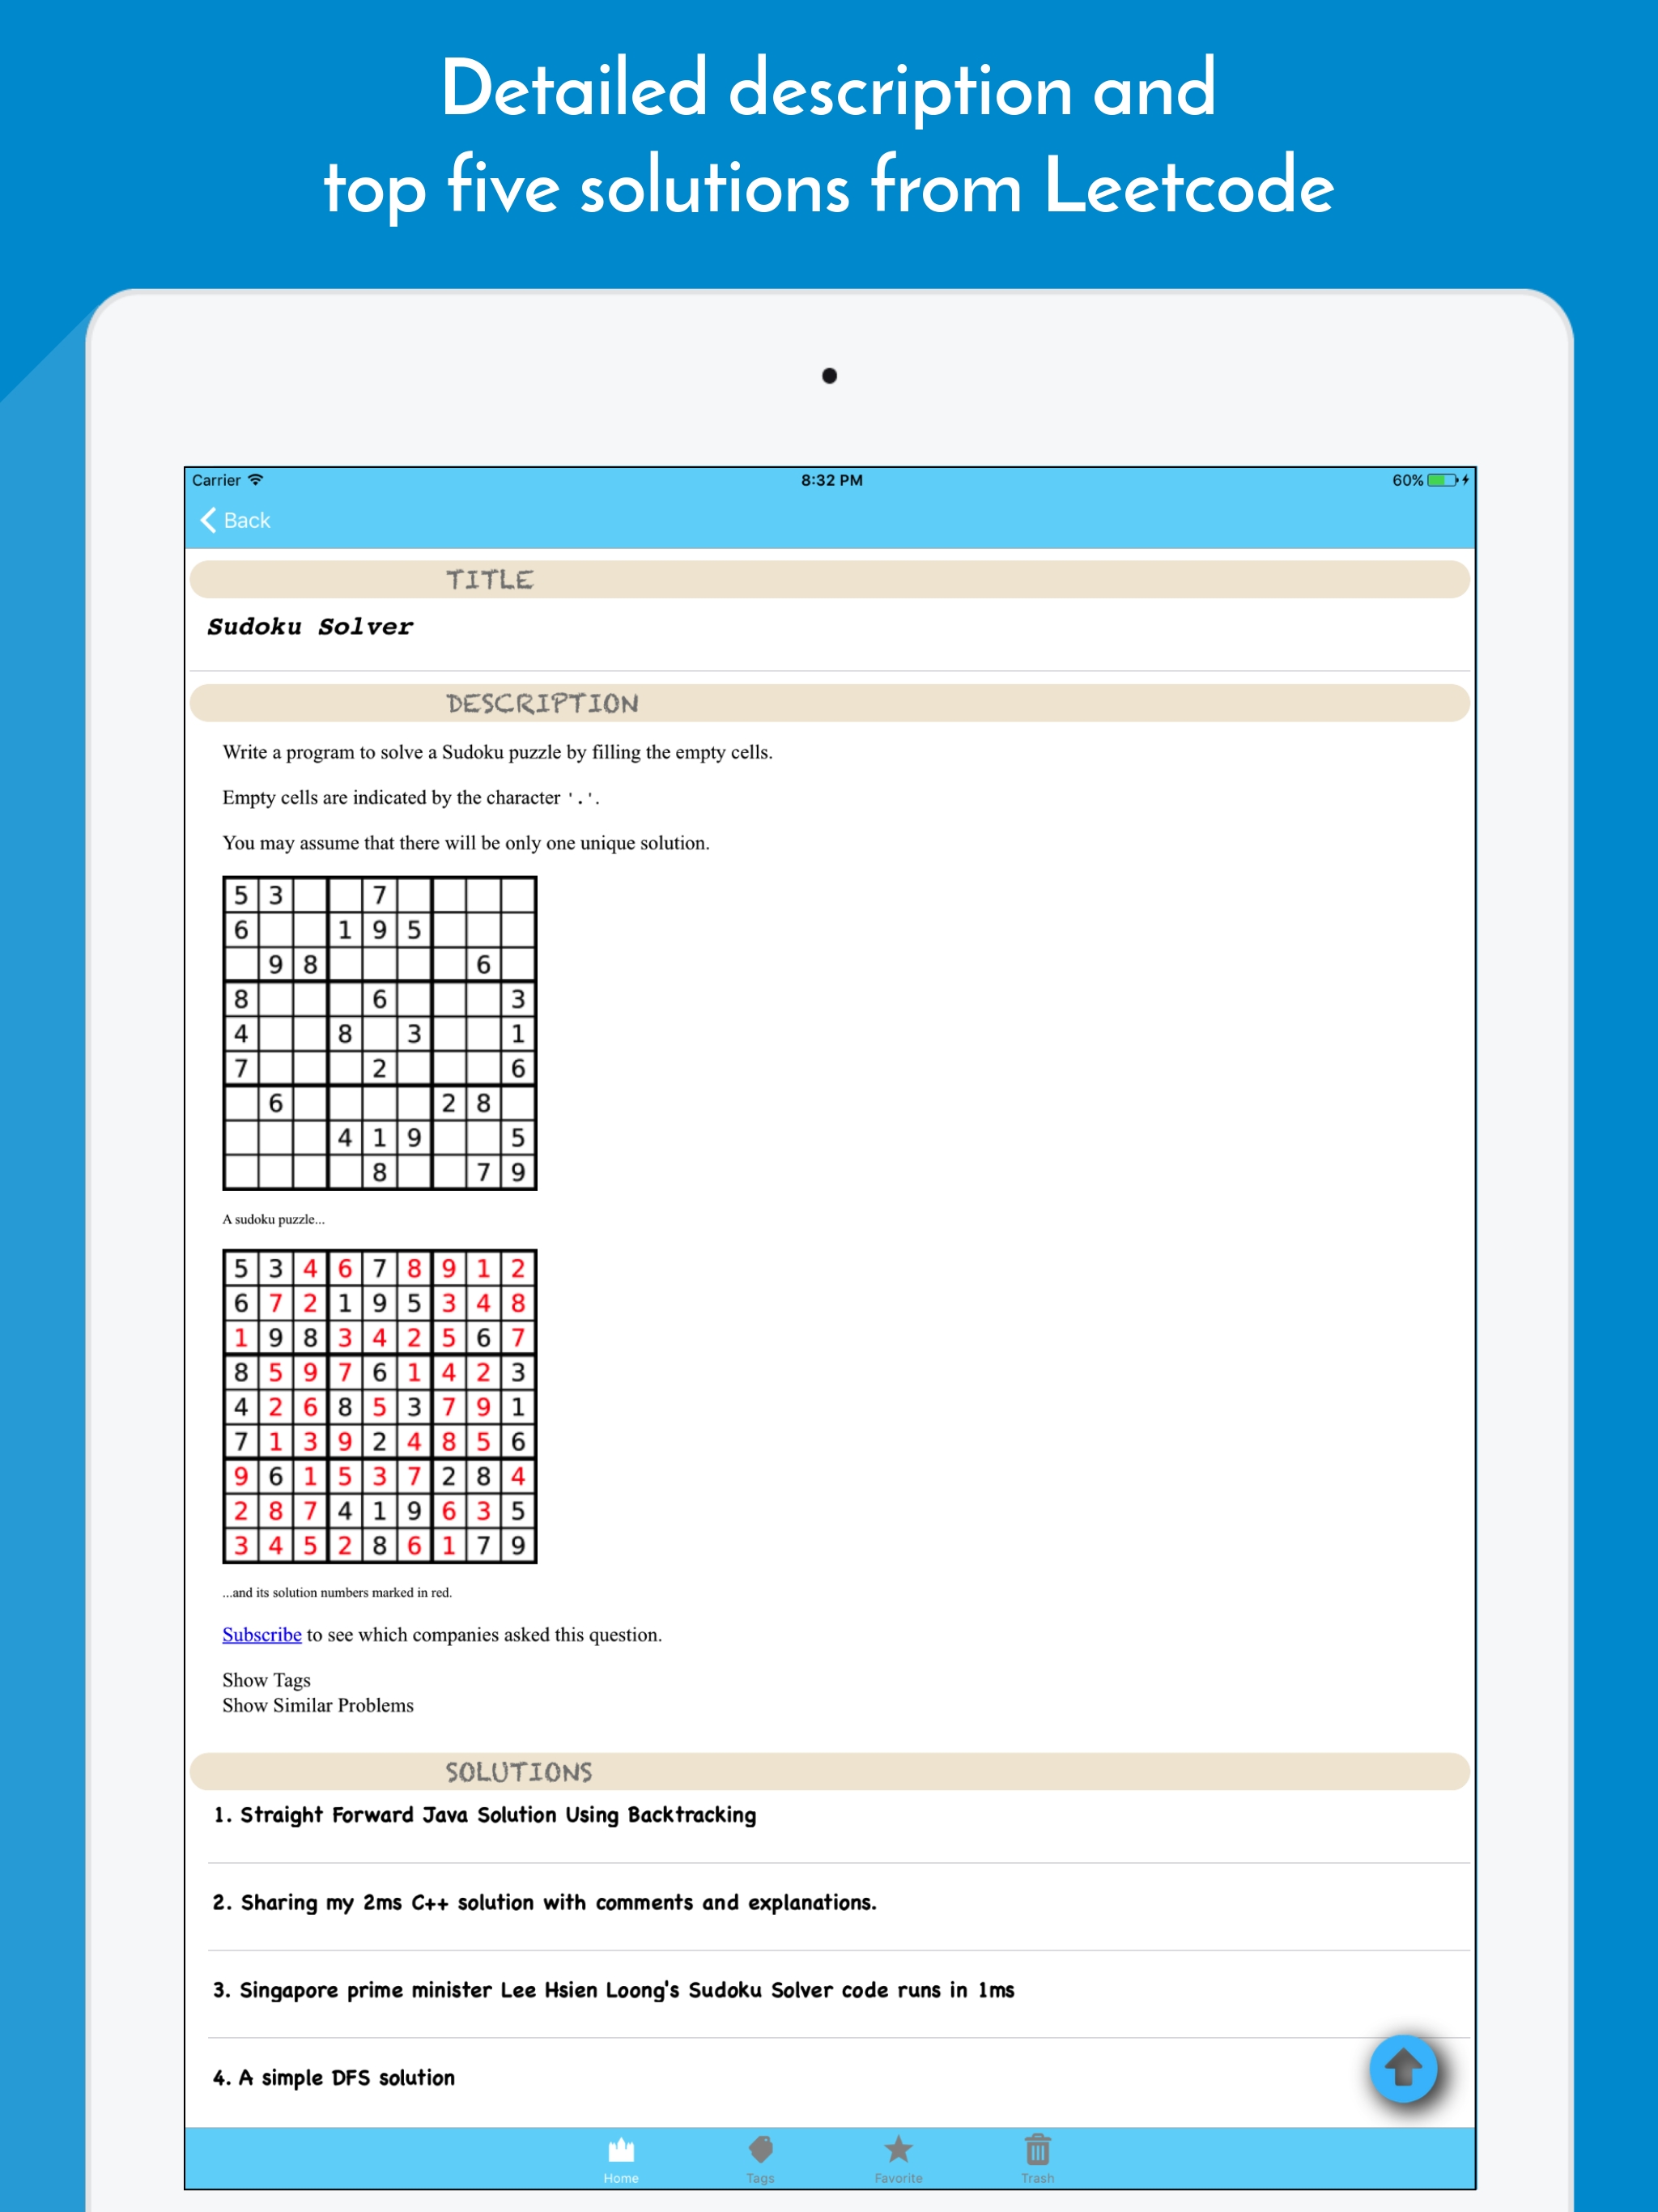 Detailed description and
top five solutions from Leetcode
Carrier 8:32 PM 60%
Back
TITLE
Sudoku Solver
DESCRIPTION
Write a program to solve a Sudoku puzzle by filling the empty cells.
Empty cells are indicated by the character '.'.
You may assume that there will be only one unique solution.
5 3 7
6 1 9 5
9 8 6
8 6 3
4 8 3 1
7 2 6
6 2 8
4 1 9 5
8 7 9
A sudoku puzzle...
5 3 4 6 7 8 9 1 2
6 7 2 1 9 5 3 4 8
1 9 8 3 4 2 5 6 7
8 5 9 7 6 1 4 2 3
4 2 6 8 5 3 7 9 1
7 1 3 9 2 4 8 5 6
9 6 1 5 3 7 2 8 4
2 8 7 4 1 9 6 3 5
3 4 5 2 8 6 1 7 9
...and its solution numbers marked in red.
Subscribe to see which companies asked this question.
Show Tags
Show Similar Problems
SOLUTIONS
1. Straight Forward Java Solution Using Backtracking
2. Sharing my 2ms C++ solution with comments and explanations.
3. Singapore prime minister Lee Hsien Loong's Sudoku Solver code runs in 1ms
4. A simple DFS solution
Home Tags Favorite Trash